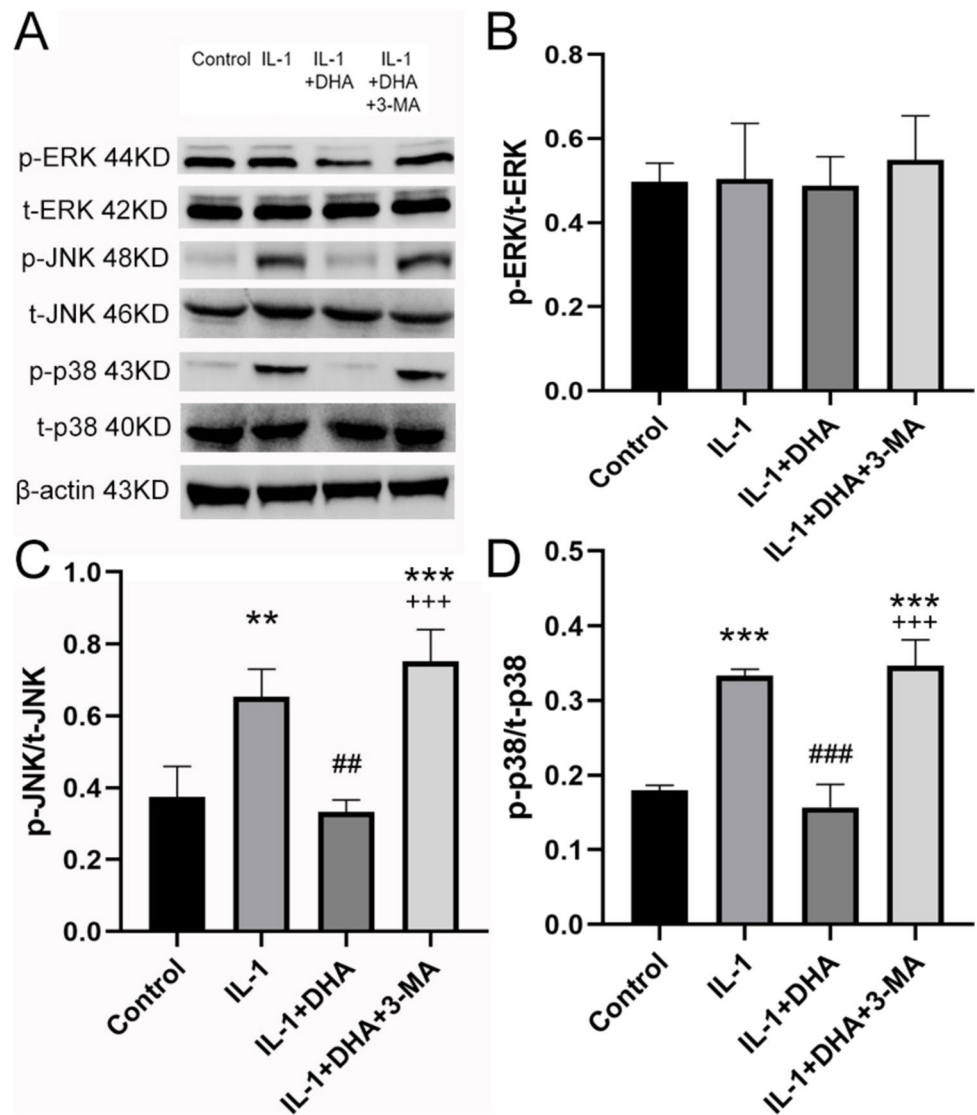 A
Control IL-1 IL-1 IL-1
+DHA +DHA
+3-MA
p-ERK 44KD
t-ERK 42KD
p-JNK 48KD
t-JNK 46KD
p-p38 43KD
t-p38 40KD
β-actin 43KD
B
p-ERK/t-ERK
0.8
0.6
0.4
0.2
0.0
Control
IL-1
IL-1+DHA
IL-1+DHA+3-MA
C
p-JNK/t-JNK
1.0
0.8
0.6
0.4
0.2
0.0
**
##
***
+++
Control
IL-1
IL-1+DHA
IL-1+DHA+3-MA
D
p-p38/t-p38
0.5
0.4
0.3
0.2
0.1
0.0
***
###
***
+++
Control
IL-1
IL-1+DHA
IL-1+DHA+3-MA